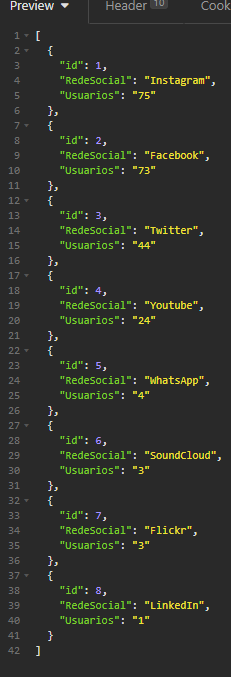 Preview Header 10 Cook
1 [
2 {
3 "id": 1,
4 "RedeSocial": "Instagram",
5 "Usuarios": "75"
6 },
7 {
8 "id": 2,
9 "RedeSocial": "Facebook",
10 "Usuarios": "73"
11 },
12 {
13 "id": 3,
14 "RedeSocial": "Twitter",
15 "Usuarios": "44"
16 },
17 {
18 "id": 4,
19 "RedeSocial": "Youtube",
20 "Usuarios": "24"
21 },
22 {
23 "id": 5,
24 "RedeSocial": "WhatsApp",
25 "Usuarios": "4"
26 },
27 {
28 "id": 6,
29 "RedeSocial": "SoundCloud",
30 "Usuarios": "3"
31 },
32 {
33 "id": 7,
34 "RedeSocial": "Flickr",
35 "Usuarios": "3"
36 },
37 {
38 "id": 8,
39 "RedeSocial": "LinkedIn",
40 "Usuarios": "1"
41 }
42 ]